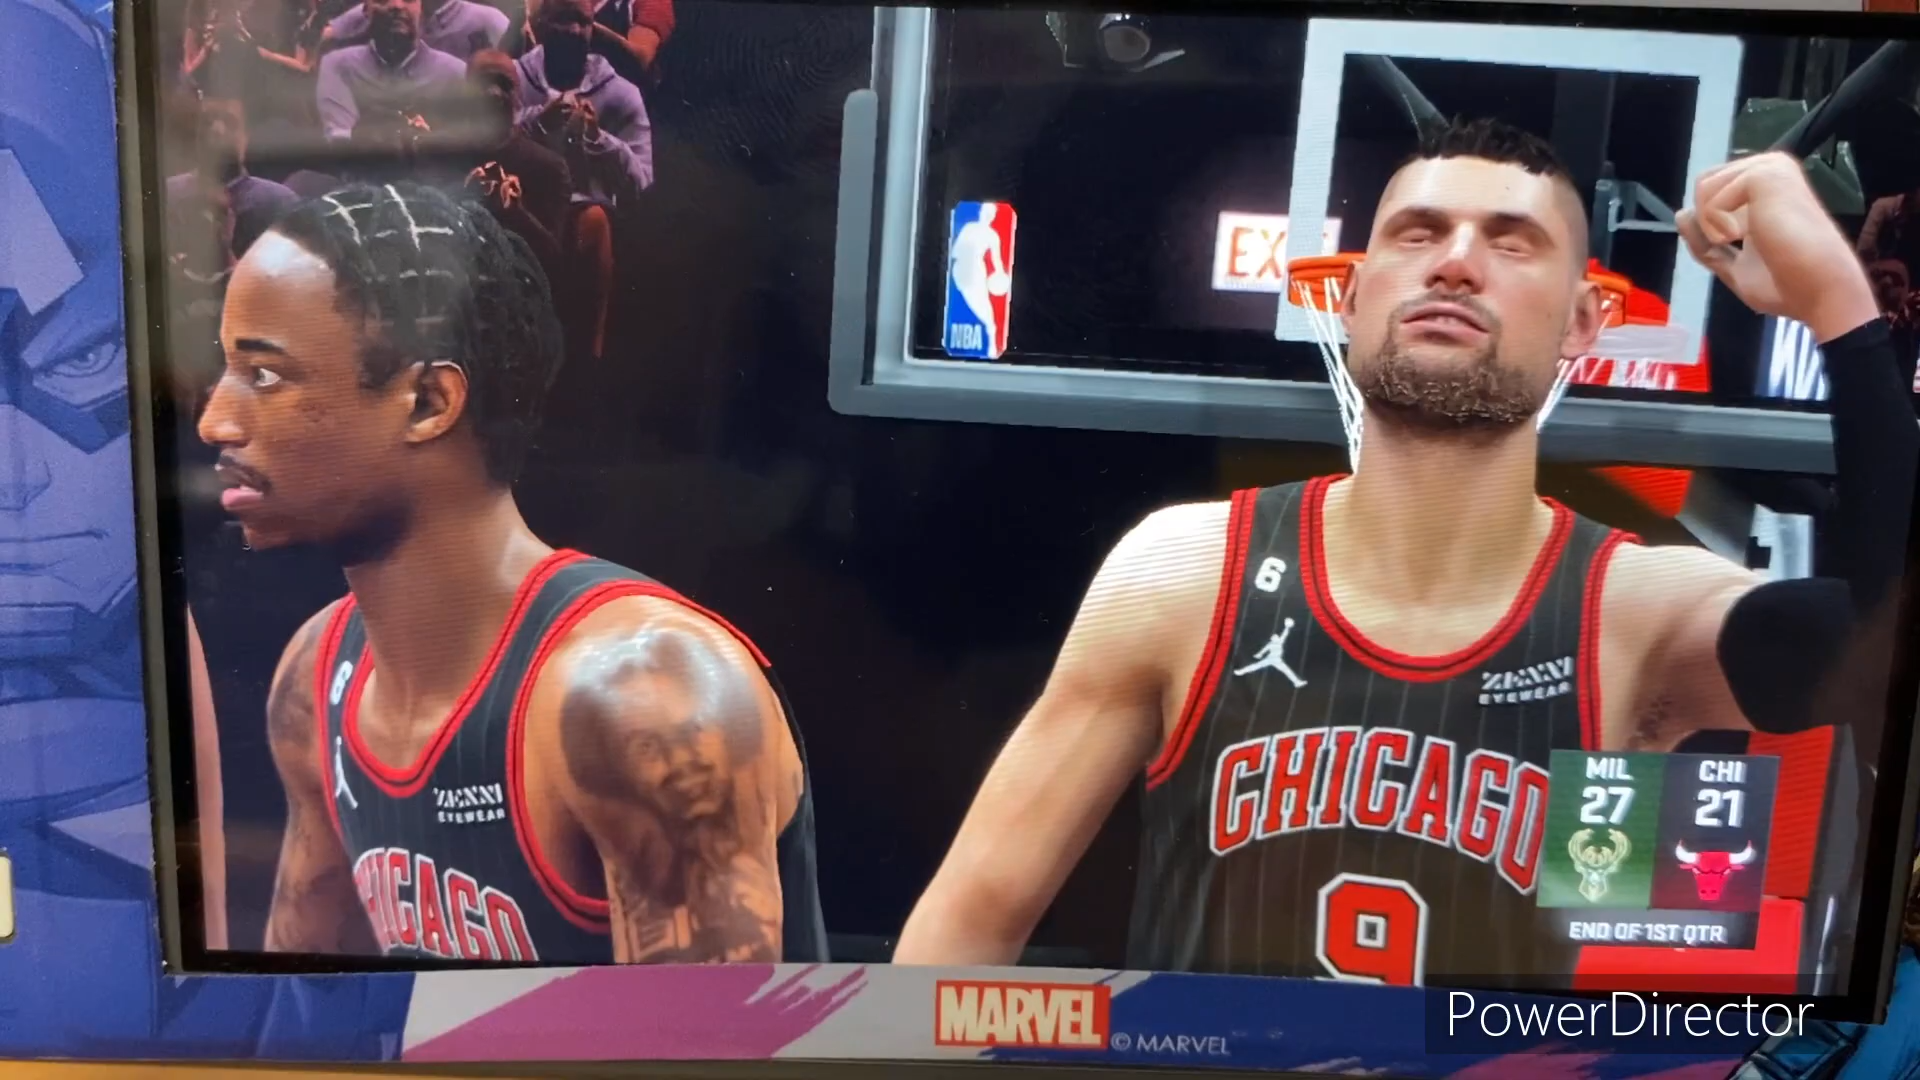 NBA
EX
6
ZENNI
EYEWEAR
CHICAGO
9
6
ZENNI
EYEWEAR
CHICAGO
MIL
27
CHI
21
END OF 1ST QTR
MARVEL
© MARVEL
PowerDirector